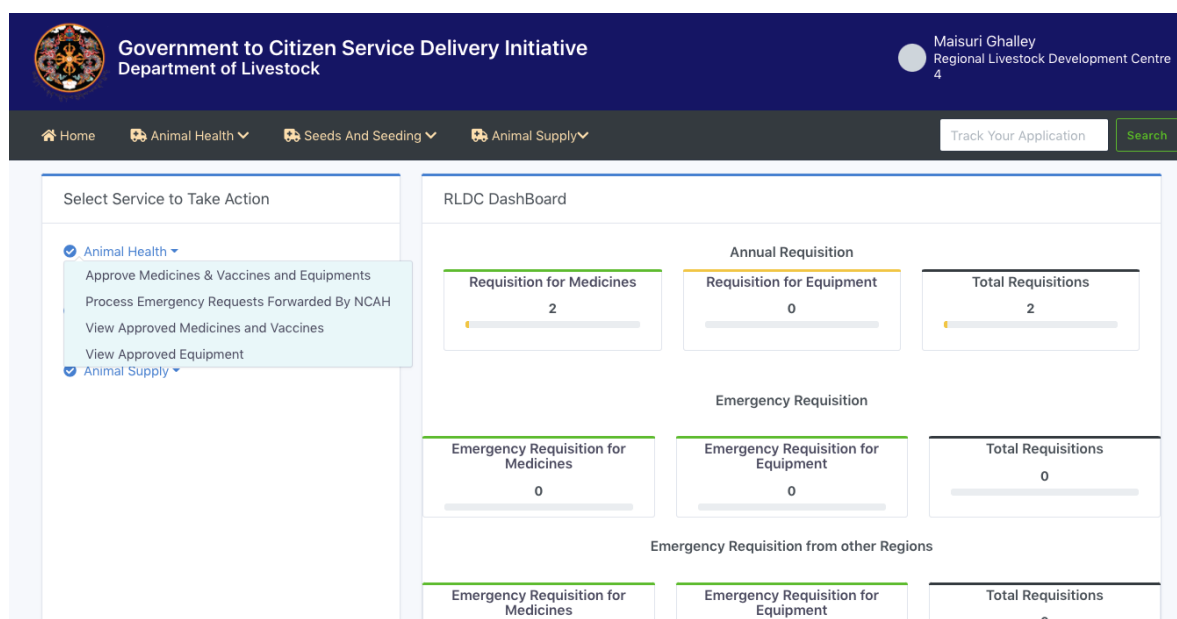 Government to Citizen Service Delivery Initiative
Department of Livestock
Maisuri Ghalley
Regional Livestock Development Centre
4
Home
Animal Health
Seeds And Seeding
Animal Supply
Track Your Application
Search
Select Service to Take Action
Animal Health
Approve Medicines & Vaccines and Equipments
Process Emergency Requests Forwarded By NCAH
View Approved Medicines and Vaccines
View Approved Equipment
Animal Supply
RLDC DashBoard
Annual Requisition
Requisition for Medicines
2
Requisition for Equipment
0
Total Requisitions
2
Emergency Requisition
Emergency Requisition for
Medicines
0
Emergency Requisition for
Equipment
0
Total Requisitions
0
Emergency Requisition from other Regions
Emergency Requisition for
Medicines
Emergency Requisition for
Equipment
Total Requisitions